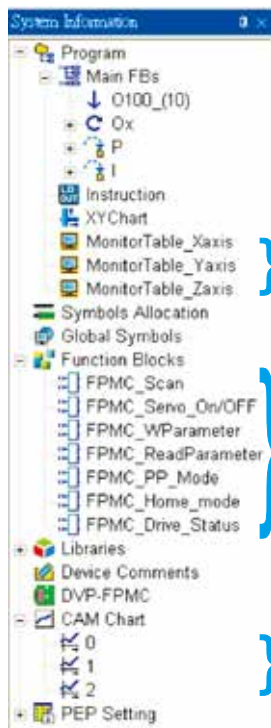 System Information
Program
Main FBs
O100_(10)
Ox
P
I
Instruction
XYChart
MonitorTable_Xaxis
MonitorTable_Yaxis
MonitorTable_Zaxis
Symbols Allocation
Global Symbols
Function Blocks
FPMC_Scan
FPMC_Servo_On/OFF
FPMC_WParameter
FPMC_ReadParameter
FPMC_PP_Mode
FPMC_Home_mode
FPMC_Drive_Status
Libraries
Device Comments
DVP-FPMC
CAM Chart
0
1
2
PEP Setting